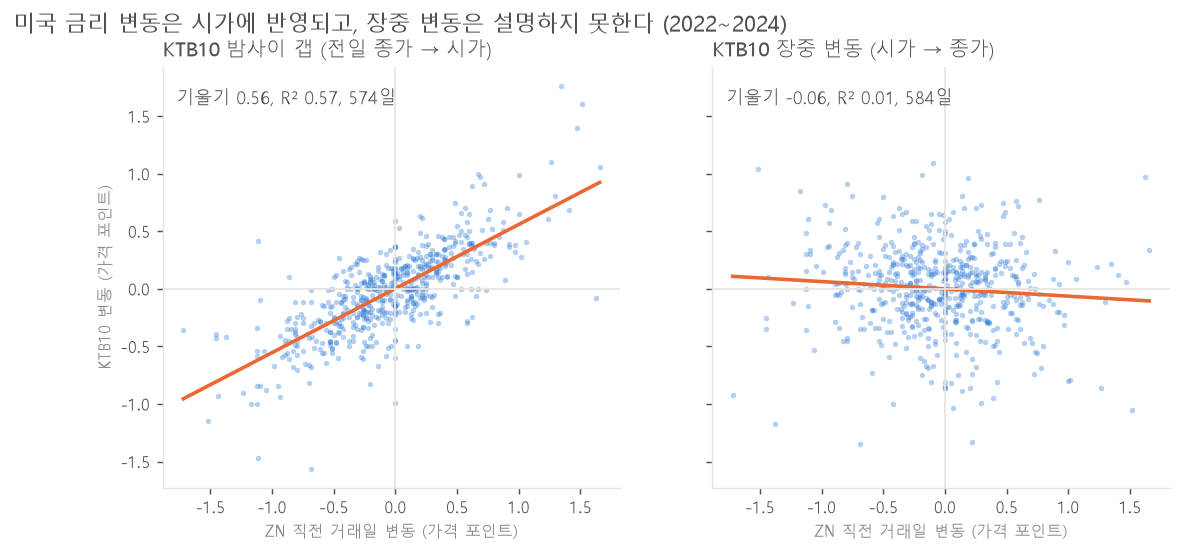 미국 금리 변동은 시가에 반영되고, 장중 변동은 설명하지 못한다 (2022~2024)
KTB10 밤사이 갭 (전일 종가 → 시가)
기울기 0.56, R² 0.57, 574일
KTB10 변동 (가격 포인트)
1.5
1.0
0.5
0.0
-0.5
-1.0
-1.5
-1.5 -1.0 -0.5 0.0 0.5 1.0 1.5
ZN 직전 거래일 변동 (가격 포인트)
KTB10 장중 변동 (시가 → 종가)
기울기 -0.06, R² 0.01, 584일
-1.5 -1.0 -0.5 0.0 0.5 1.0 1.5
ZN 직전 거래일 변동 (가격 포인트)